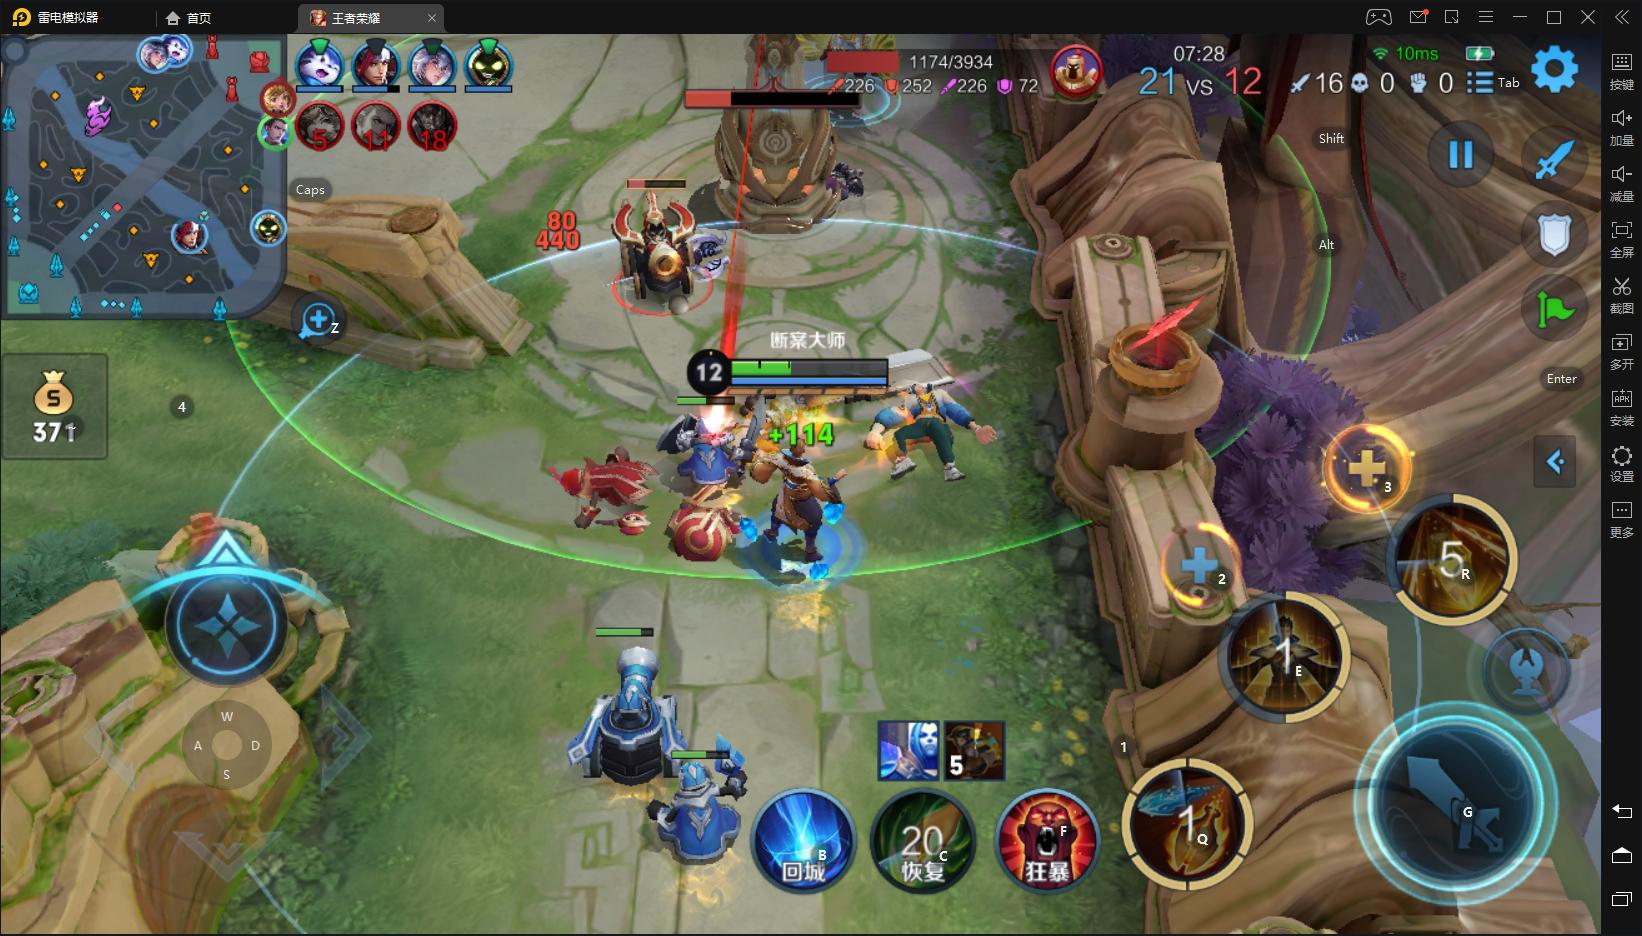 雷电模拟器
首页
王者荣耀
1174/3934
226
252
226
72
07:28
21 VS 12
10ms
16
0
0
Tab
5
11
18
Caps
Shift
Alt
Enter
80
440
Z
4
S
断案大师
12
+114
3
2
5
R
1
E
W
A
D
S
1
5
B
回城
20
C
恢复
F
狂暴
1
Q
G
按键
加量
减量
全屏
截图
多开
APK
安装
设置
更多